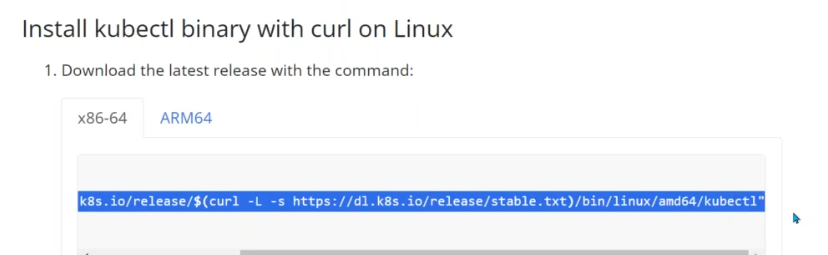 Install kubectl binary with curl on Linux
1. Download the latest release with the command:
x86-64 ARM64
k8s.io/release/$(curl -L -s https://dl.k8s.io/release/stable.txt)/bin/linux/amd64/kubectl"